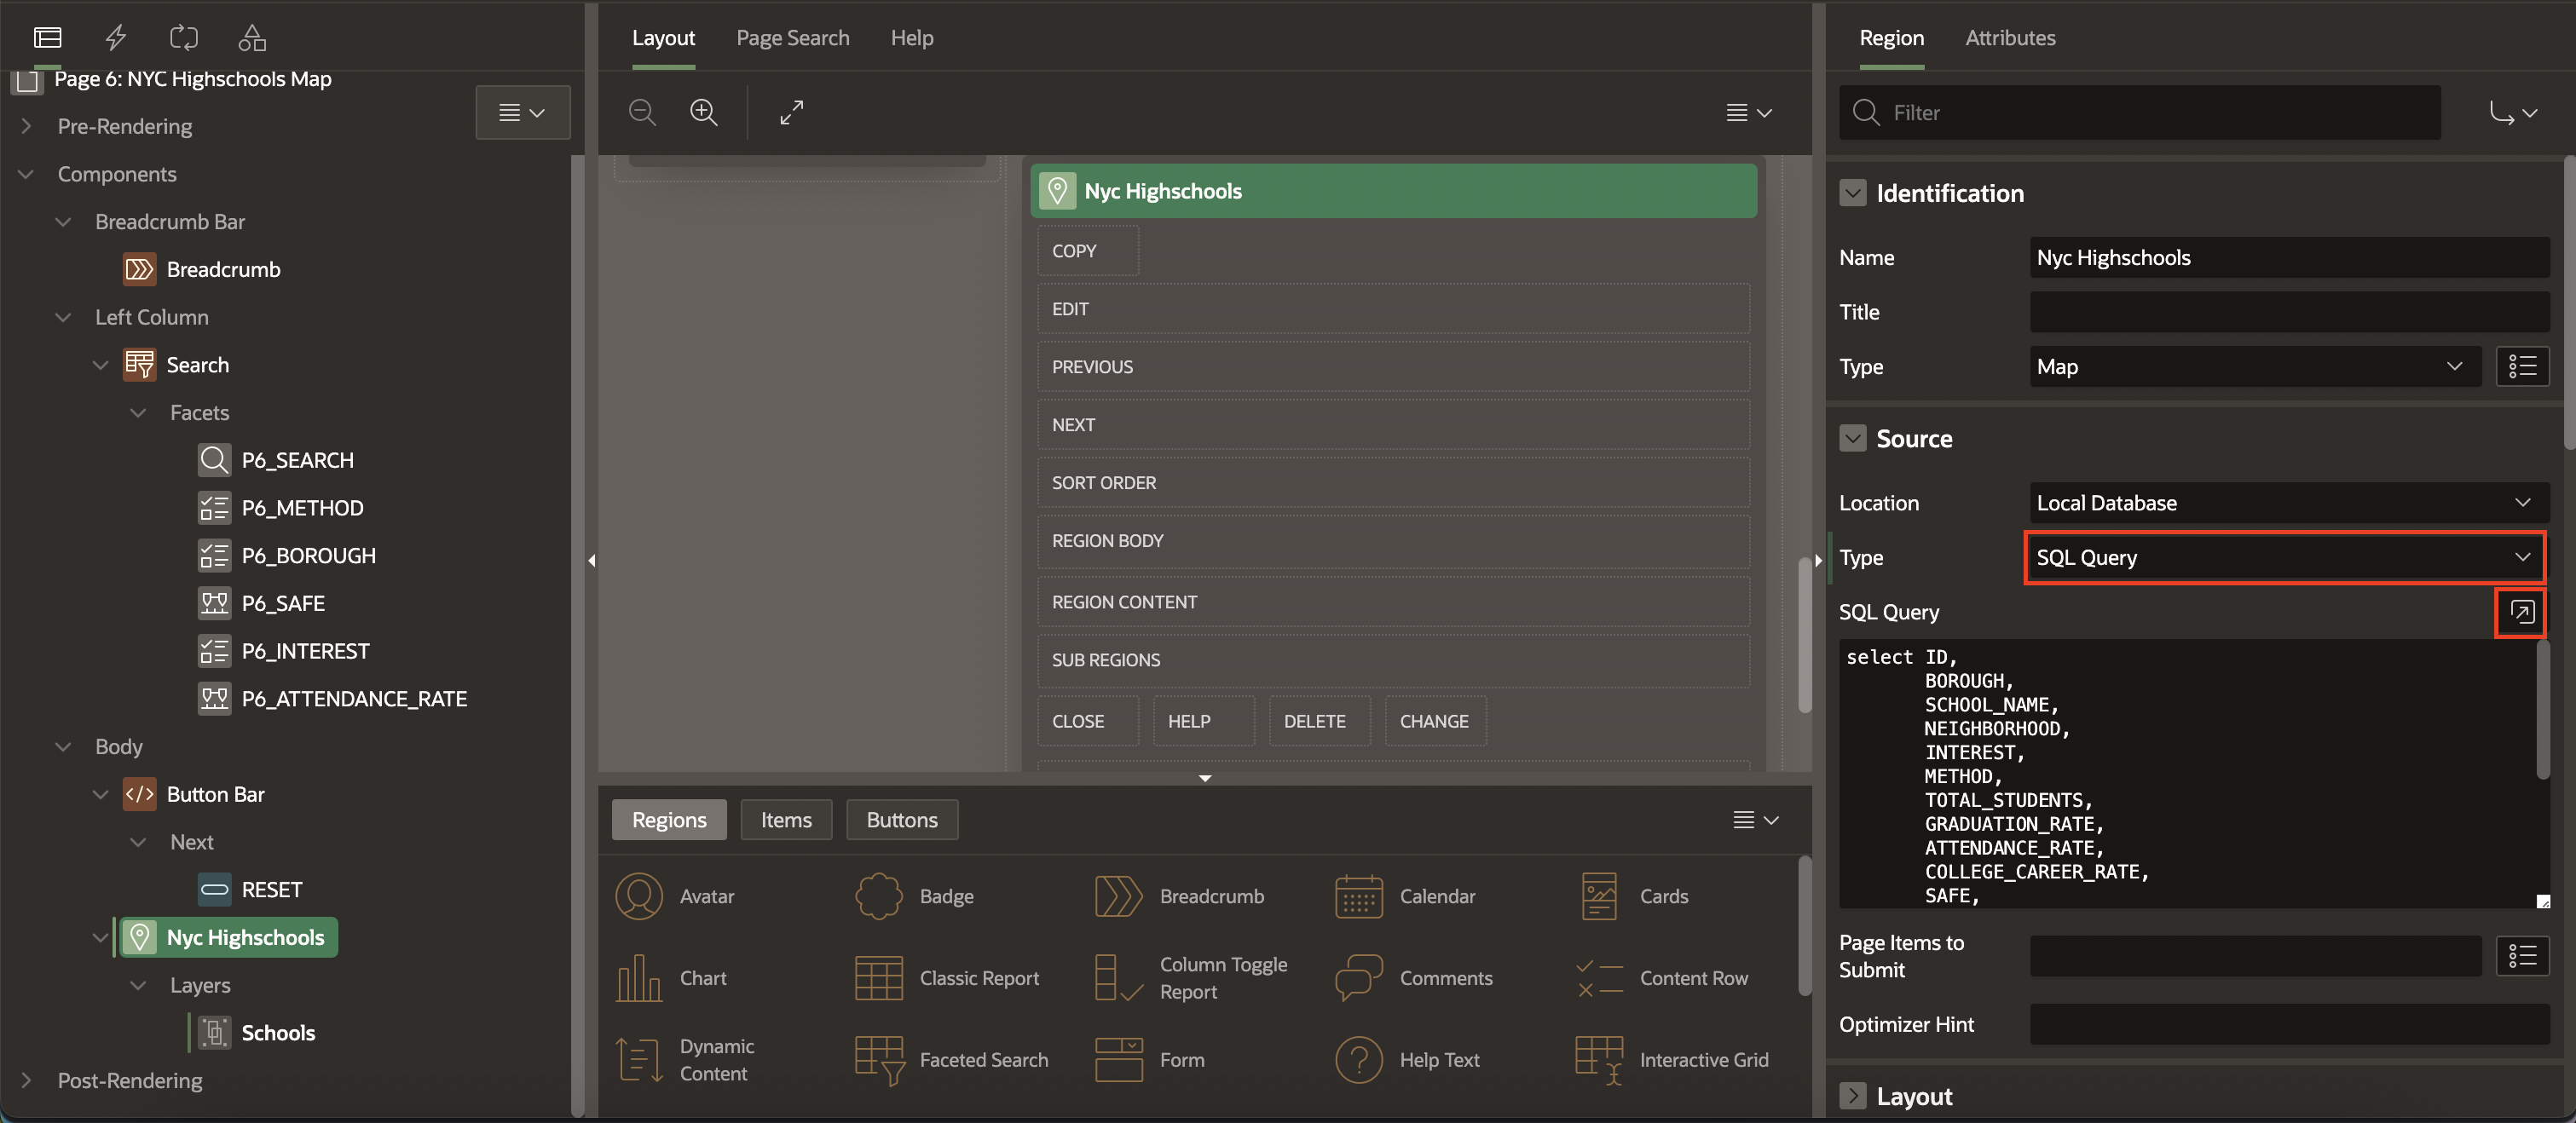 Page 6: NYC Highschools Map
Pre-Rendering
Components
Breadcrumb Bar
Breadcrumb
Left Column
Search
Facets
P6_SEARCH
P6_METHOD
P6_BOROUGH
P6_SAFE
P6_INTEREST
P6_ATTENDANCE_RATE
Body
Button Bar
Next
RESET
Nyc Highschools
Layers
Schools
Post-Rendering
Layout Page Search Help
Nyc Highschools
COPY
EDIT
PREVIOUS
NEXT
SORT ORDER
REGION BODY
REGION CONTENT
SUB REGIONS
CLOSE HELP DELETE CHANGE
Regions Items Buttons
Avatar Badge Breadcrumb Calendar Cards
Chart Classic Report Column Toggle
Report Comments Content Row
Dynamic
Content Faceted Search Form Help Text Interactive Grid
Region Attributes
Filter
Identification
Name Nyc Highschools
Title
Type Map
Source
Location Local Database
Type SQL Query
SQL Query
select ID,
BOROUGH,
SCHOOL_NAME,
NEIGHBORHOOD,
INTEREST,
METHOD,
TOTAL_STUDENTS,
GRADUATION_RATE,
ATTENDANCE_RATE,
COLLEGE_CAREER_RATE,
SAFE,
Page Items to
Submit
Optimizer Hint
Layout